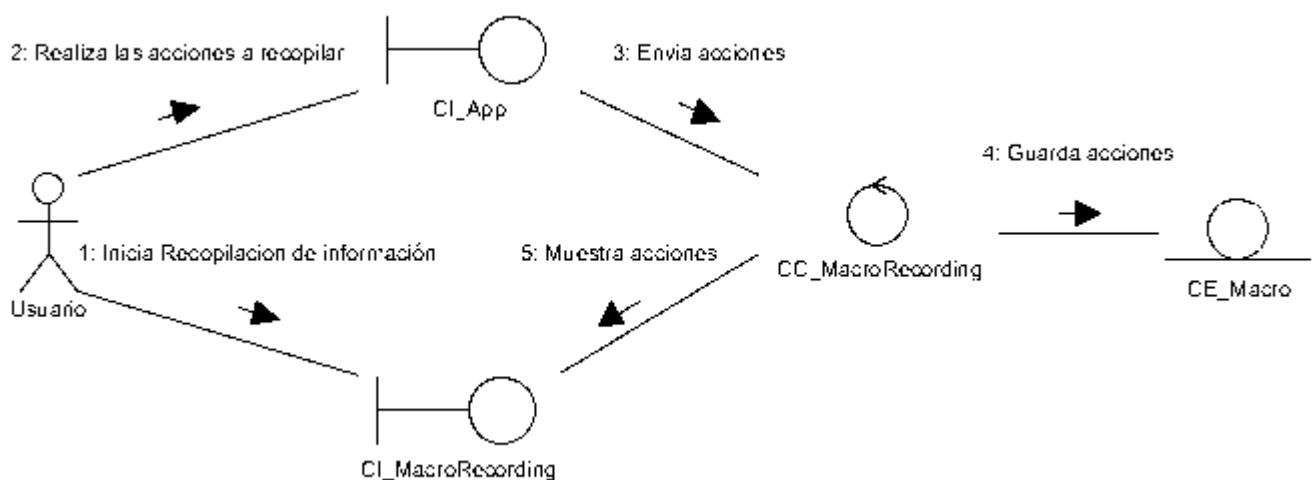 2: Realiza las acciones a recopilar
3: Envia acciones
CI_App
4: Guarda acciones
1: Inicia Recopilacion de información
5: Muestra acciones
CC_MacroRecording
CE_Macro
Usuario
CI_MacroRecording